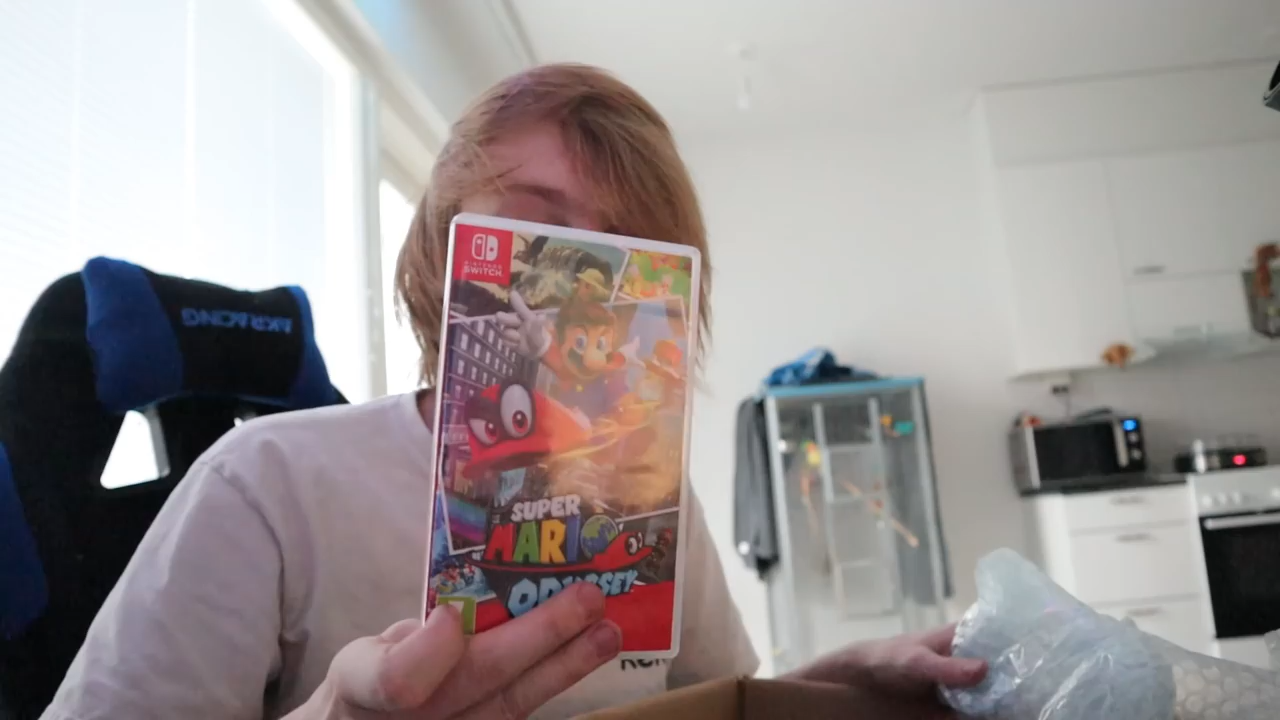 AKRACING
NINTENDO
SWITCH
SUPER
MARIO
ODYSSEY